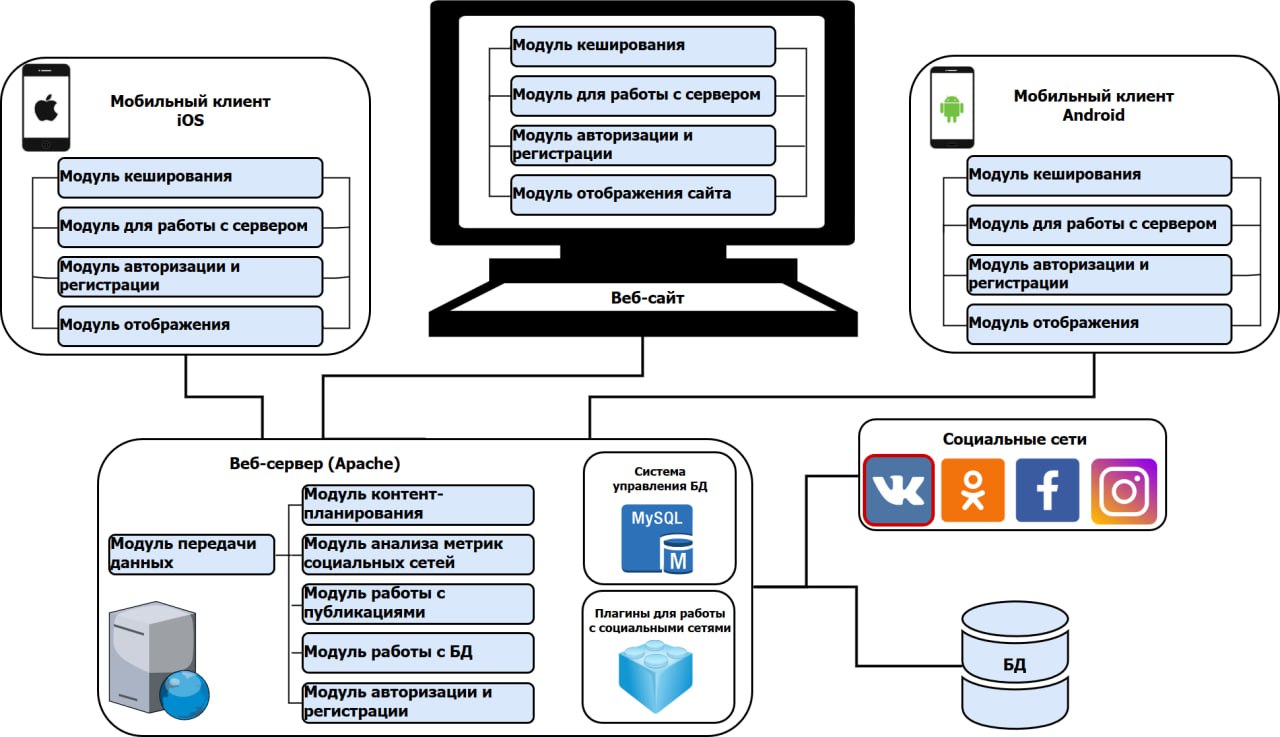 Мобильный клиент
iOS
Модуль кеширования
Модуль для работы с сервером
Модуль авторизации и
регистрации
Модуль отображения
Модуль кеширования
Модуль для работы с сервером
Модуль авторизации и
регистрации
Модуль отображения сайта
Веб-сайт
Мобильный клиент
Android
Модуль кеширования
Модуль для работы с сервером
Модуль авторизации и
регистрации
Модуль отображения
Веб-сервер (Apache)
Модуль передачи
данных
Модуль контент-
планирования
Модуль анализа метрик
социальных сетей
Модуль работы с
публикациями
Модуль работы с БД
Модуль авторизации и
регистрации
Система
управления БД
MySQL
M
Плагины для работы
с социальными сетями
Социальные сети
БД